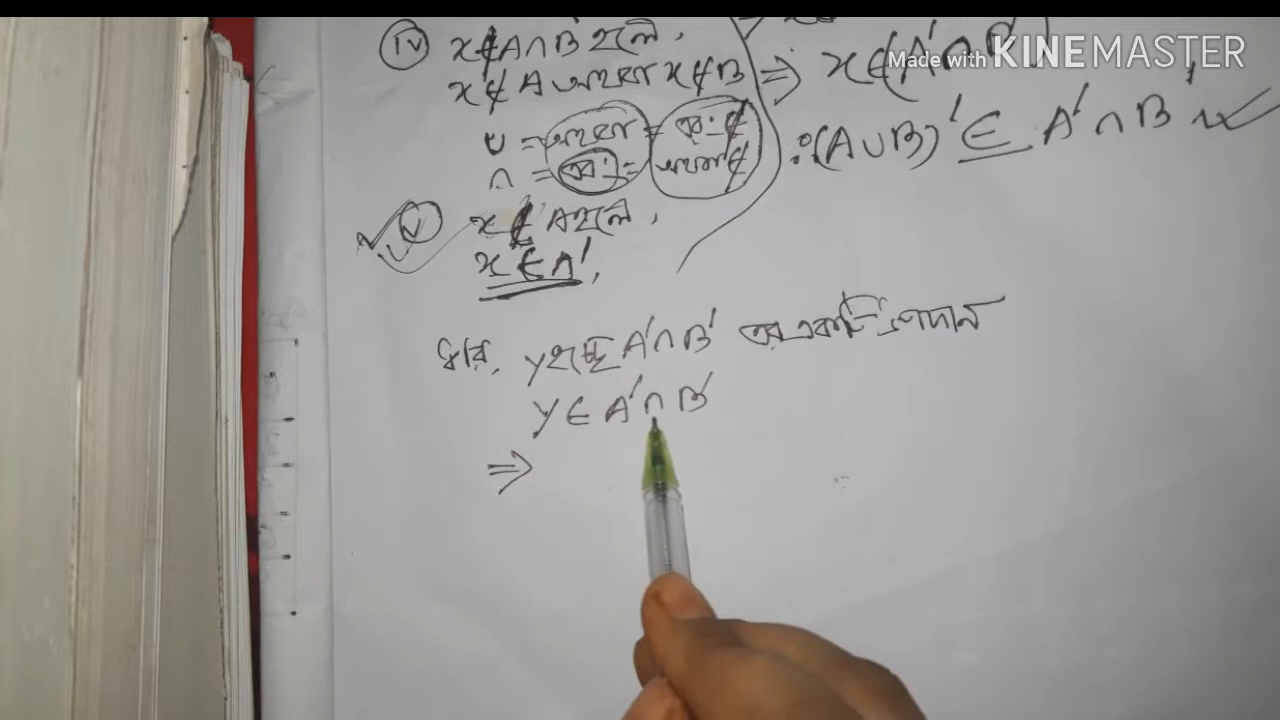 (iv) x∉A∩B হলে,
x∉A অথবা x∉B
∪ = অথবা = এবং ∉
∩ = এবং = অথবা ∉
(v) x∉A হলে,
x∈A',
⇒ x∈(A'∩B')
∴(A∪B)' ∈ A'∩B'
Made with KINEMASTER
ধরি, y হচ্ছে A'∩B' এর একটি উপাদান
y∈A'∩B'
⇒